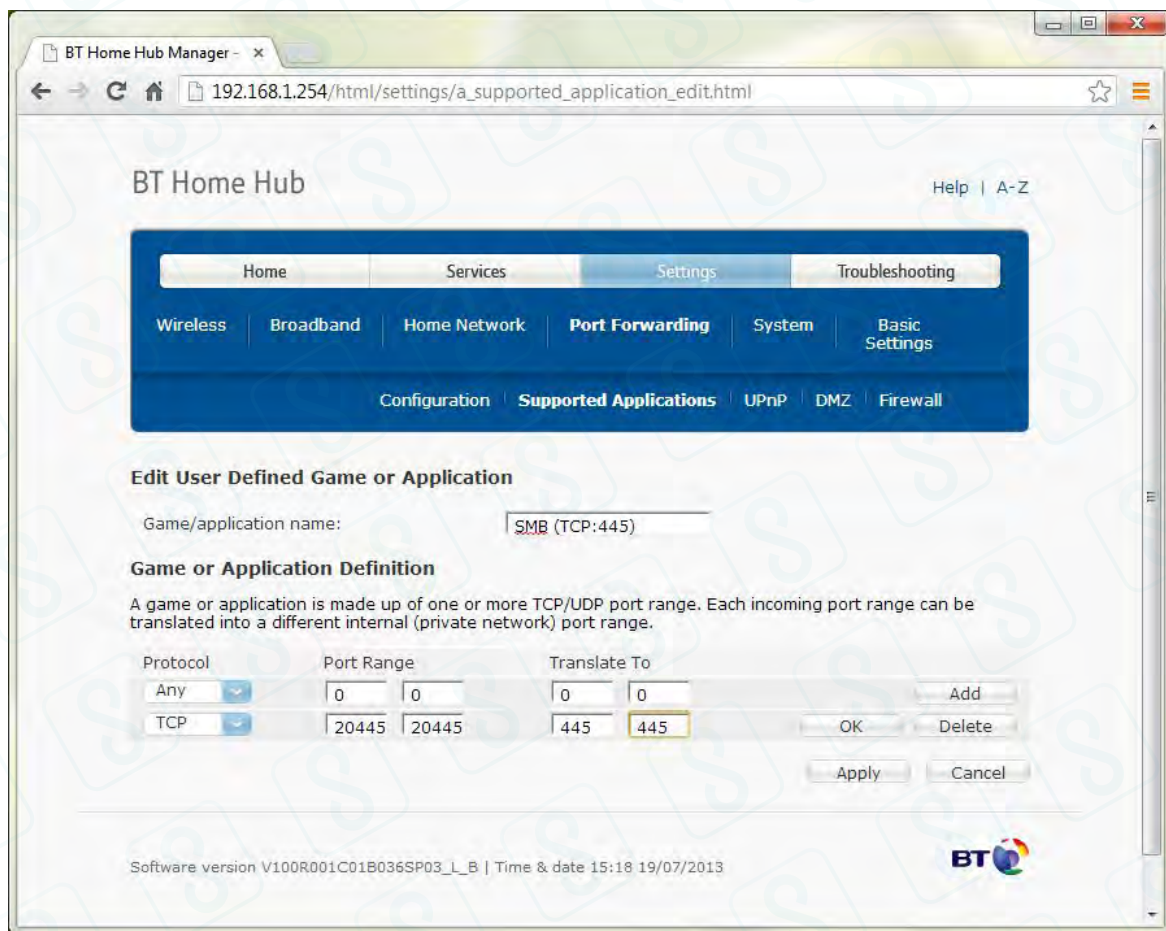 BT Home Hub Manager - ×
192.168.1.254/html/settings/a_supported_application_edit.html
BT Home Hub
Help | A-Z
Home Services Settings Troubleshooting
Wireless Broadband Home Network Port Forwarding System Basic
Settings
Configuration Supported Applications UPnP DMZ Firewall
Edit User Defined Game or Application
Game/application name: SMB (TCP:445)
Game or Application Definition
A game or application is made up of one or more TCP/UDP port range. Each incoming port range can be
translated into a different internal (private network) port range.
Protocol Port Range Translate To
Any 0 0 0 0 Add
TCP 20445 20445 445 445 OK Delete
Apply Cancel
Software version V100R001C01B036SP03_L_B | Time & date 15:18 19/07/2013
BT